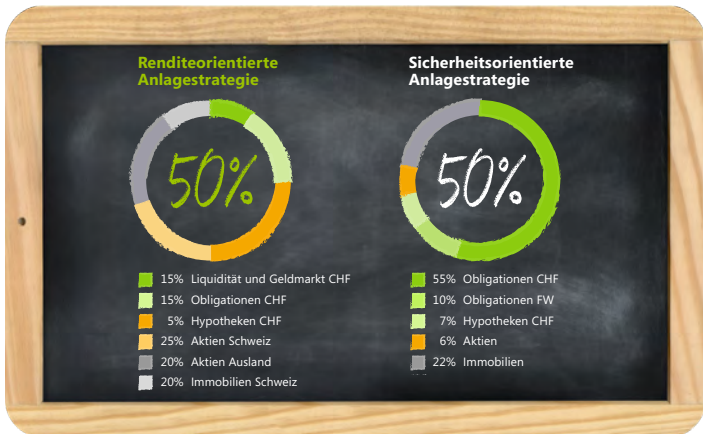 Renditeorientierte
Anlagestrategie
50%
15% Liquidität und Geldmarkt CHF
15% Obligationen CHF
5% Hypotheken CHF
25% Aktien Schweiz
20% Aktien Ausland
20% Immobilien Schweiz
Sicherheitsorientierte
Anlagestrategie
50%
55% Obligationen CHF
10% Obligationen FW
7% Hypotheken CHF
6% Aktien
22% Immobilien